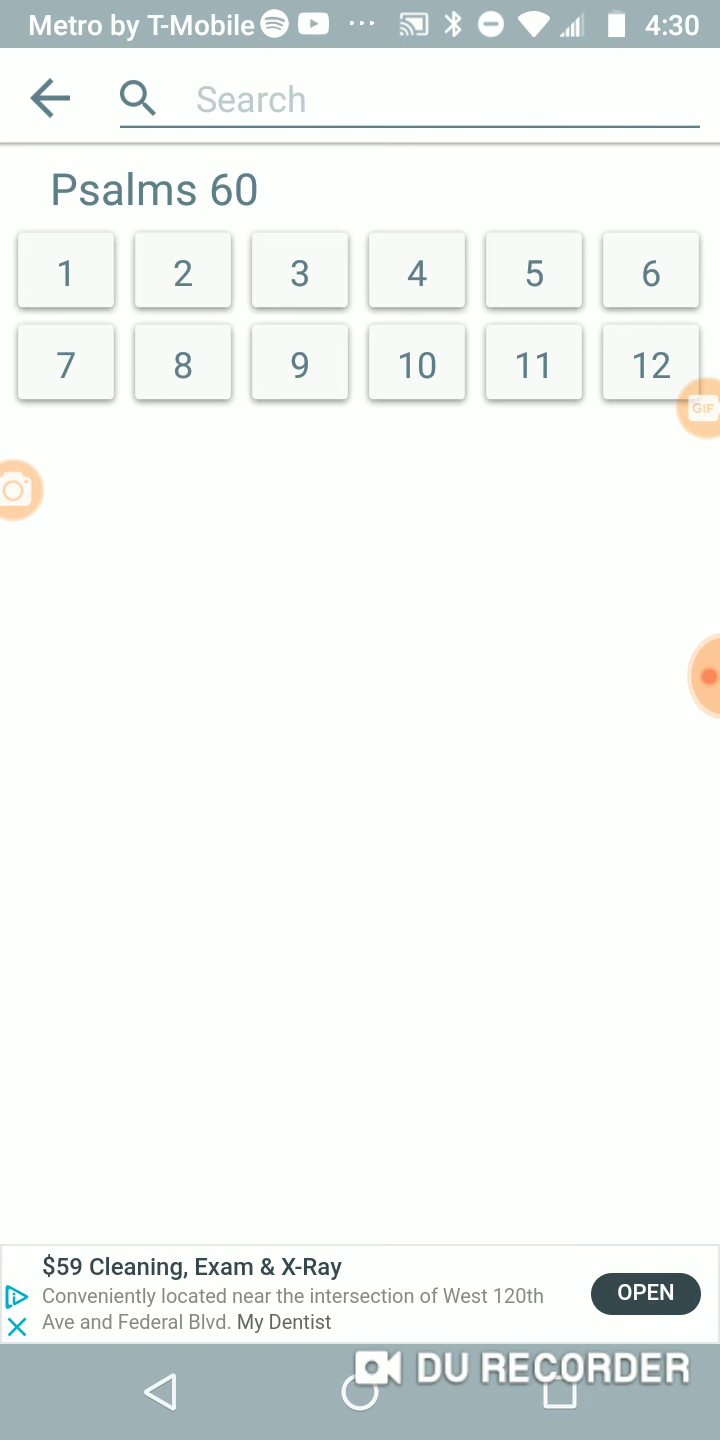 Metro by T-Mobile ... 4:30
Search
Psalms 60
1 2 3 4 5 6
7 8 9 10 11 12
GIF
$59 Cleaning, Exam & X-Ray
Conveniently located near the intersection of West 120th
Ave and Federal Blvd. My Dentist
OPEN
DU RECORDER